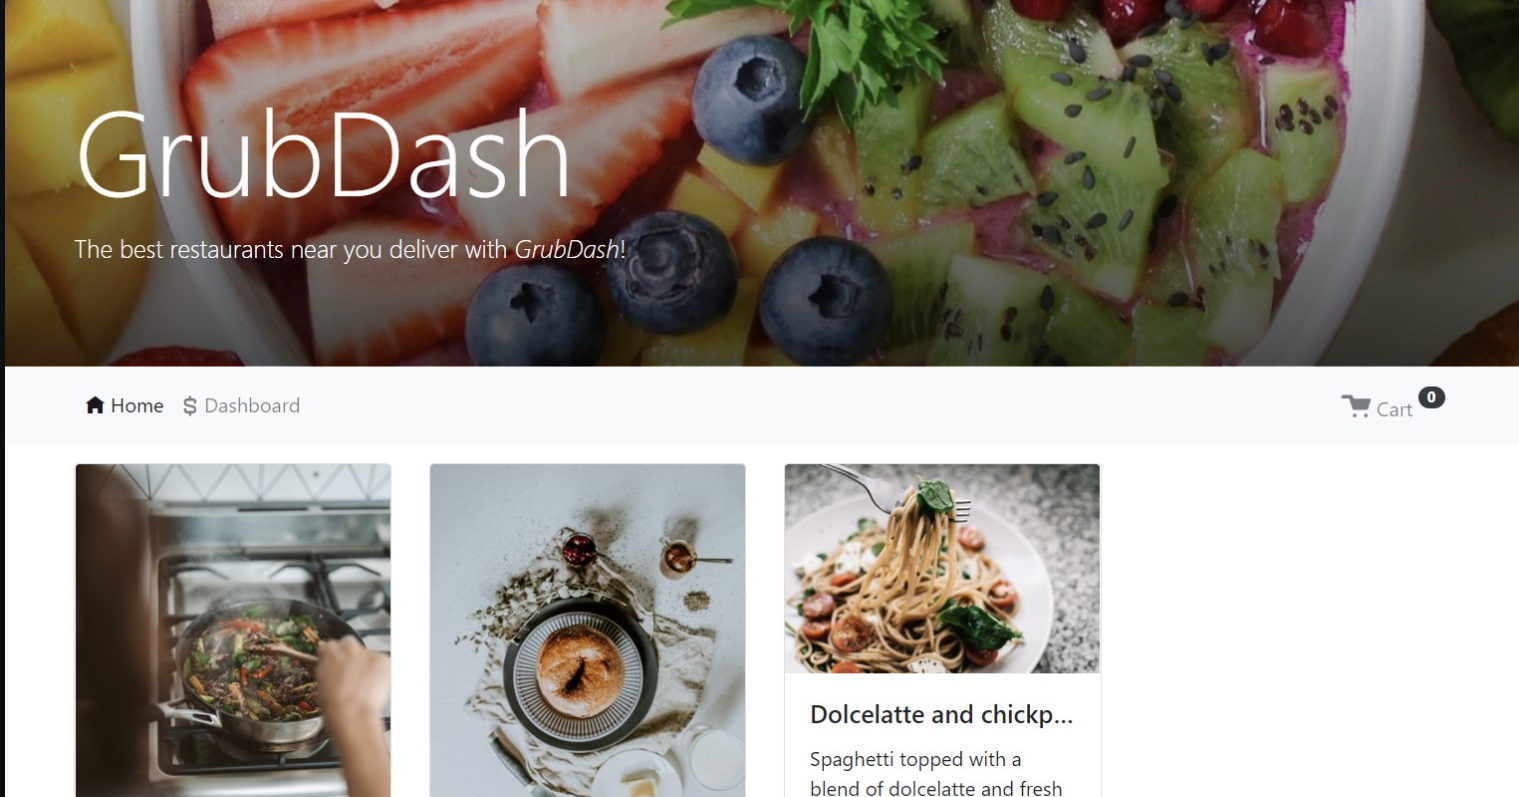 GrubDash
The best restaurants near you deliver with GrubDash!
Home Dashboard Cart 0
Dolcelatte and chickp...
Spaghetti topped with a
blend of dolcelatte and fresh